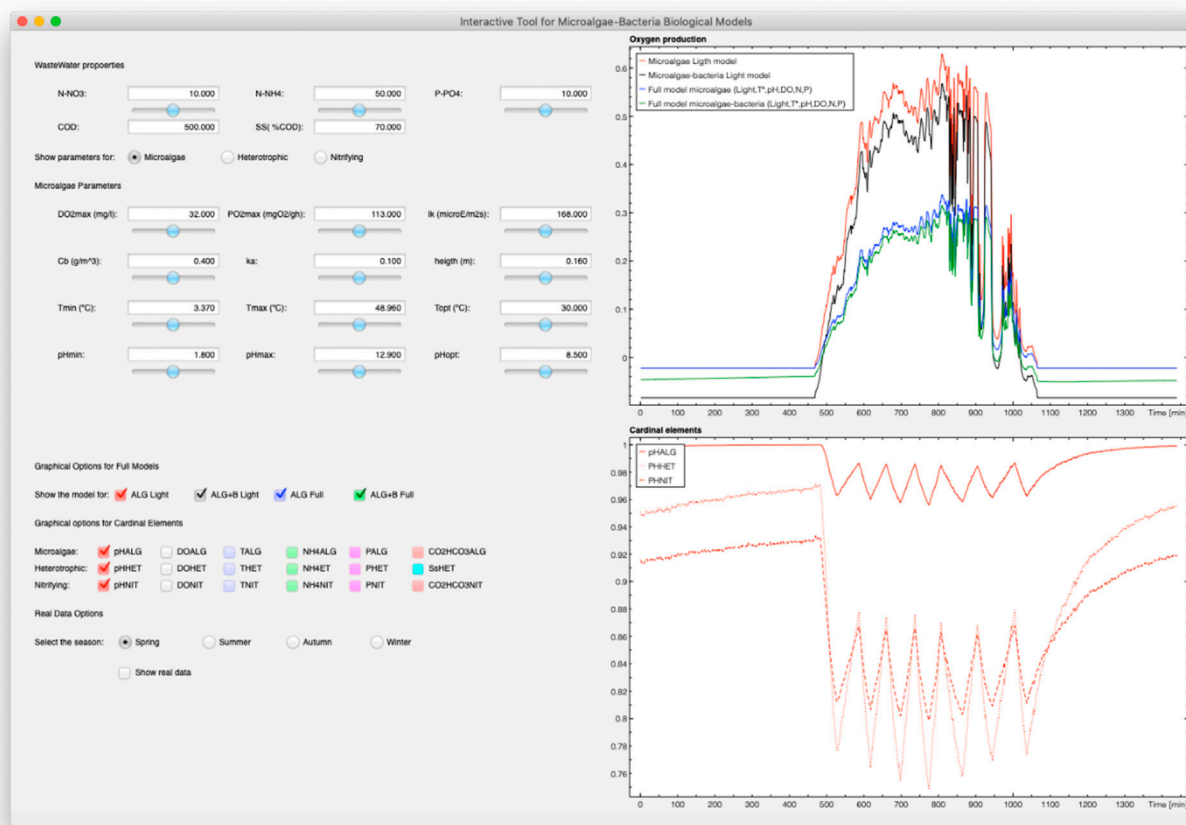 Interactive Tool for Microalgae-Bacteria Biological Models
WasteWater propoerties
N-NO3: 10.000 N-NH4: 50.000 P-PO4: 10.000
COD: 500.000 SS( %COD): 70.000
Show parameters for: Microalgae Heterotrophic Nitrifying
Microalgae Parameters
DO2max (mg/l): 32.000 PO2max (mgO2/gh): 113.000 Ik (microE/m2s): 168.000
Cb (g/m^3): 0.400 ka: 0.100 heigth (m): 0.160
Tmin (°C): 3.370 Tmax (°C): 48.960 Topt (°C): 30.000
pHmin: 1.800 pHmax: 12.900 pHopt: 8.500
Graphical Options for Full Models
Show the model for: ALG Light ALG+B Light ALG Full ALG+B Full
Graphical options for Cardinal Elements
Microalgae: pHALG DOALG TALG NH4ALG PALG CO2HCO3ALG
Heterotrophic: pHHET DOHET THET NH4ET PHET SsHET
Nitrifying: pHNIT DONIT TNIT NH4NIT PNIT CO2HCO3NIT
Real Data Options
Select the season: Spring Summer Autumn Winter
Show real data
Oxygen production
Microalgae Ligth model
Microalgae-bacteria Light model
Full model microalgae (Light,T*,pH,DO,N,P)
Full model microalgae-bacteria (Light,T*,pH,DO,N,P)
0.6
0.5
0.4
0.3
0.2
0.1
0
0 100 200 300 400 500 600 700 800 900 1000 1100 1200 1300 Time [min]
Cardinal elements
pHALG
PHHET
PHNIT
1
0.98
0.96
0.94
0.92
0.9
0.88
0.86
0.84
0.82
0.8
0.78
0.76
0 100 200 300 400 500 600 700 800 900 1000 1100 1200 1300 Time [min]